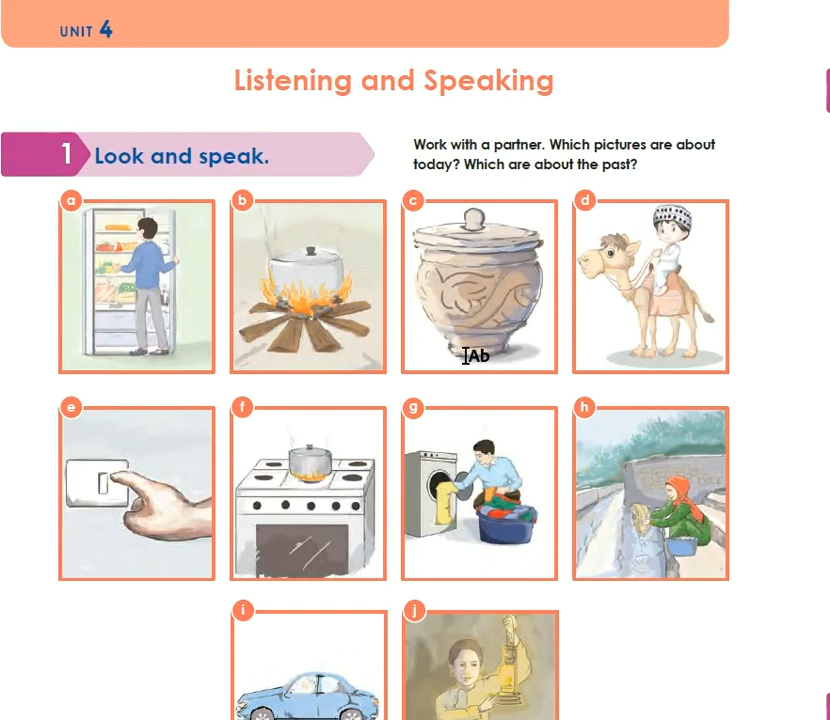 UNIT 4
Listening and Speaking
1 Look and speak.
Work with a partner. Which pictures are about
today? Which are about the past?
a
b
c
d
Ab
e
f
g
h
i
j